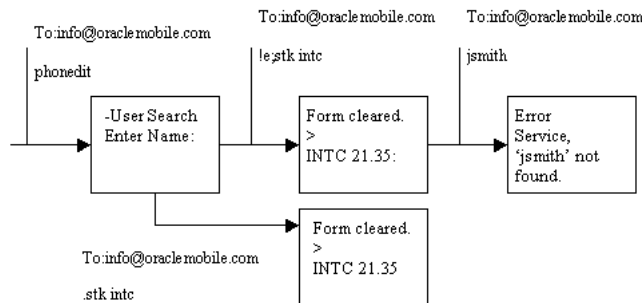 To:info@oraclemobile.com
phonedit
-User Search
Enter Name:
To:info@oraclemobile.com
!e;stk intc
Form cleared.
>
INTC 21.35:
To:info@oraclemobile.com
jsmith
Error
Service,
‘jsmith’ not
found.
To:info@oraclemobile.com
.stk intc
Form cleared.
>
INTC 21.35